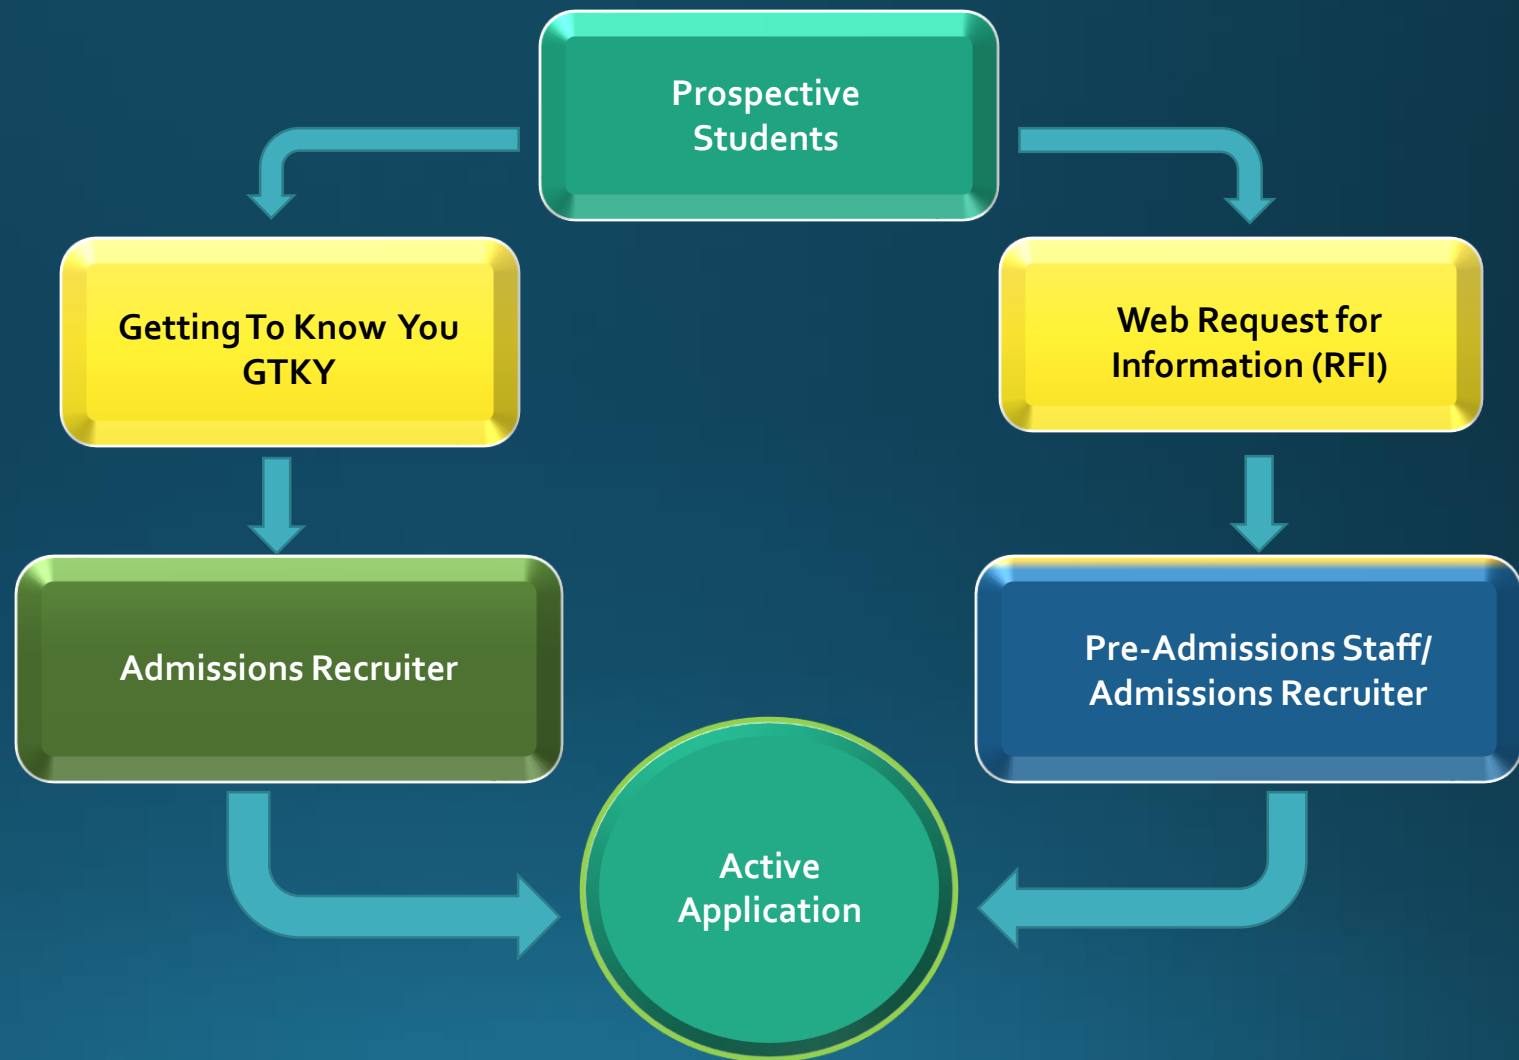 Prospective
Students
Getting To Know You
GTKY
Web Request for
Information (RFI)
Admissions Recruiter
Pre-Admissions Staff/
Admissions Recruiter
Active
Application